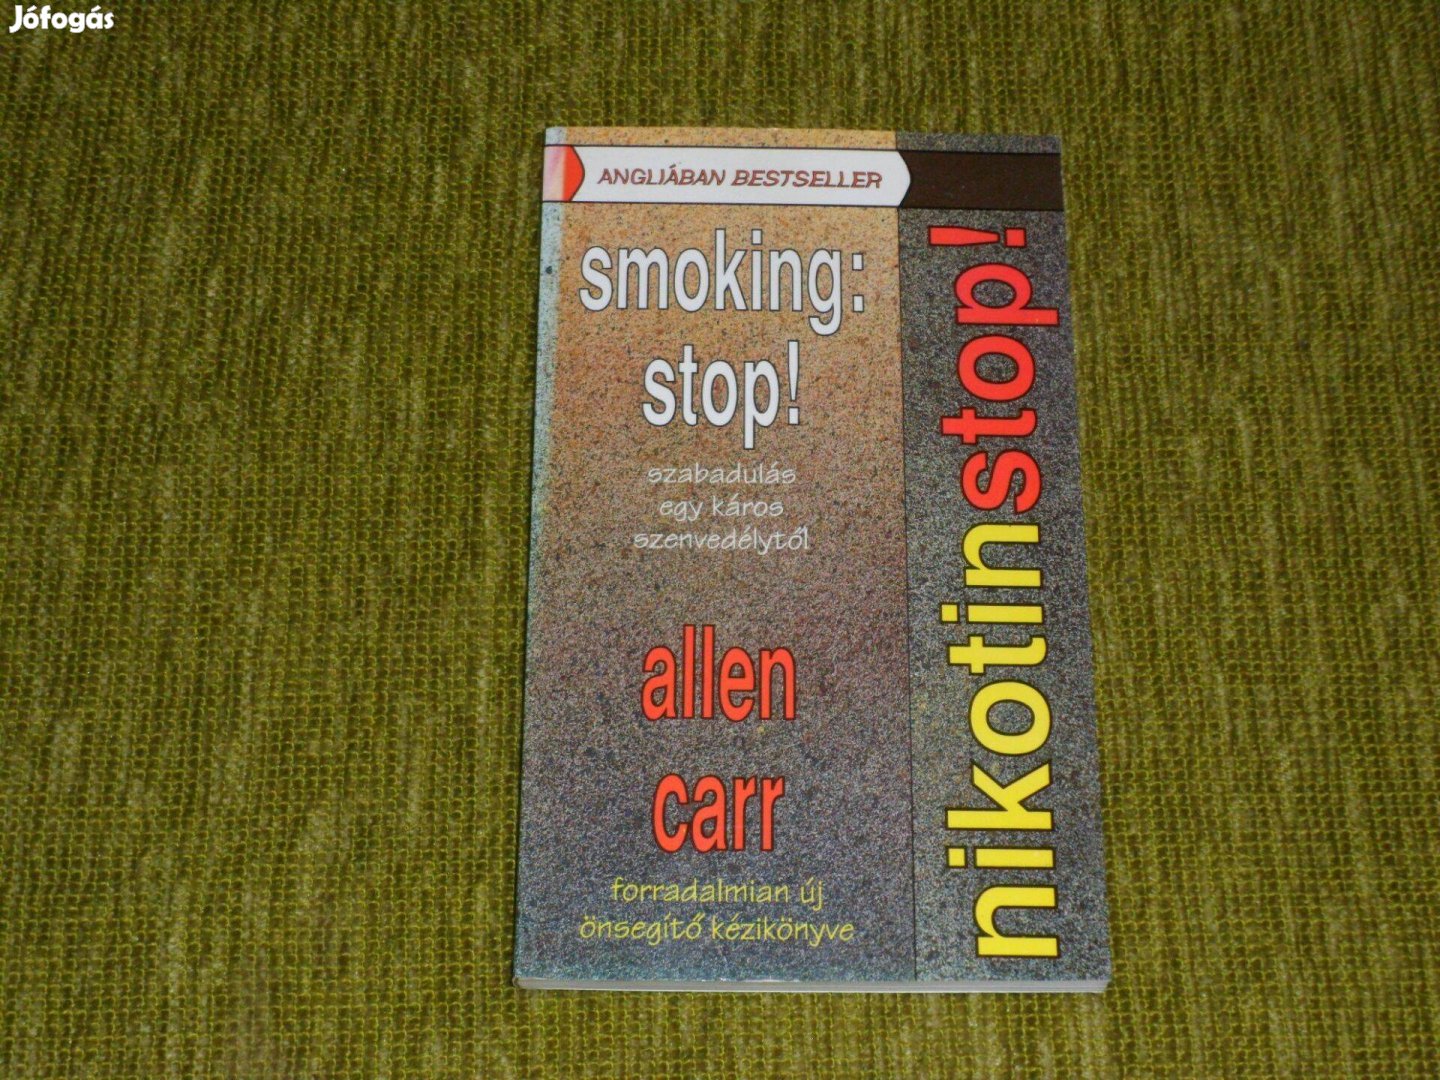 Jófogás
ANGLIÁBAN BESTSELLER
smoking:
stop!
szabadulás
egy káros
szenvedélytől
allen
carr
forradalmian új
önsegítő kézikönyve
nikotinstop!